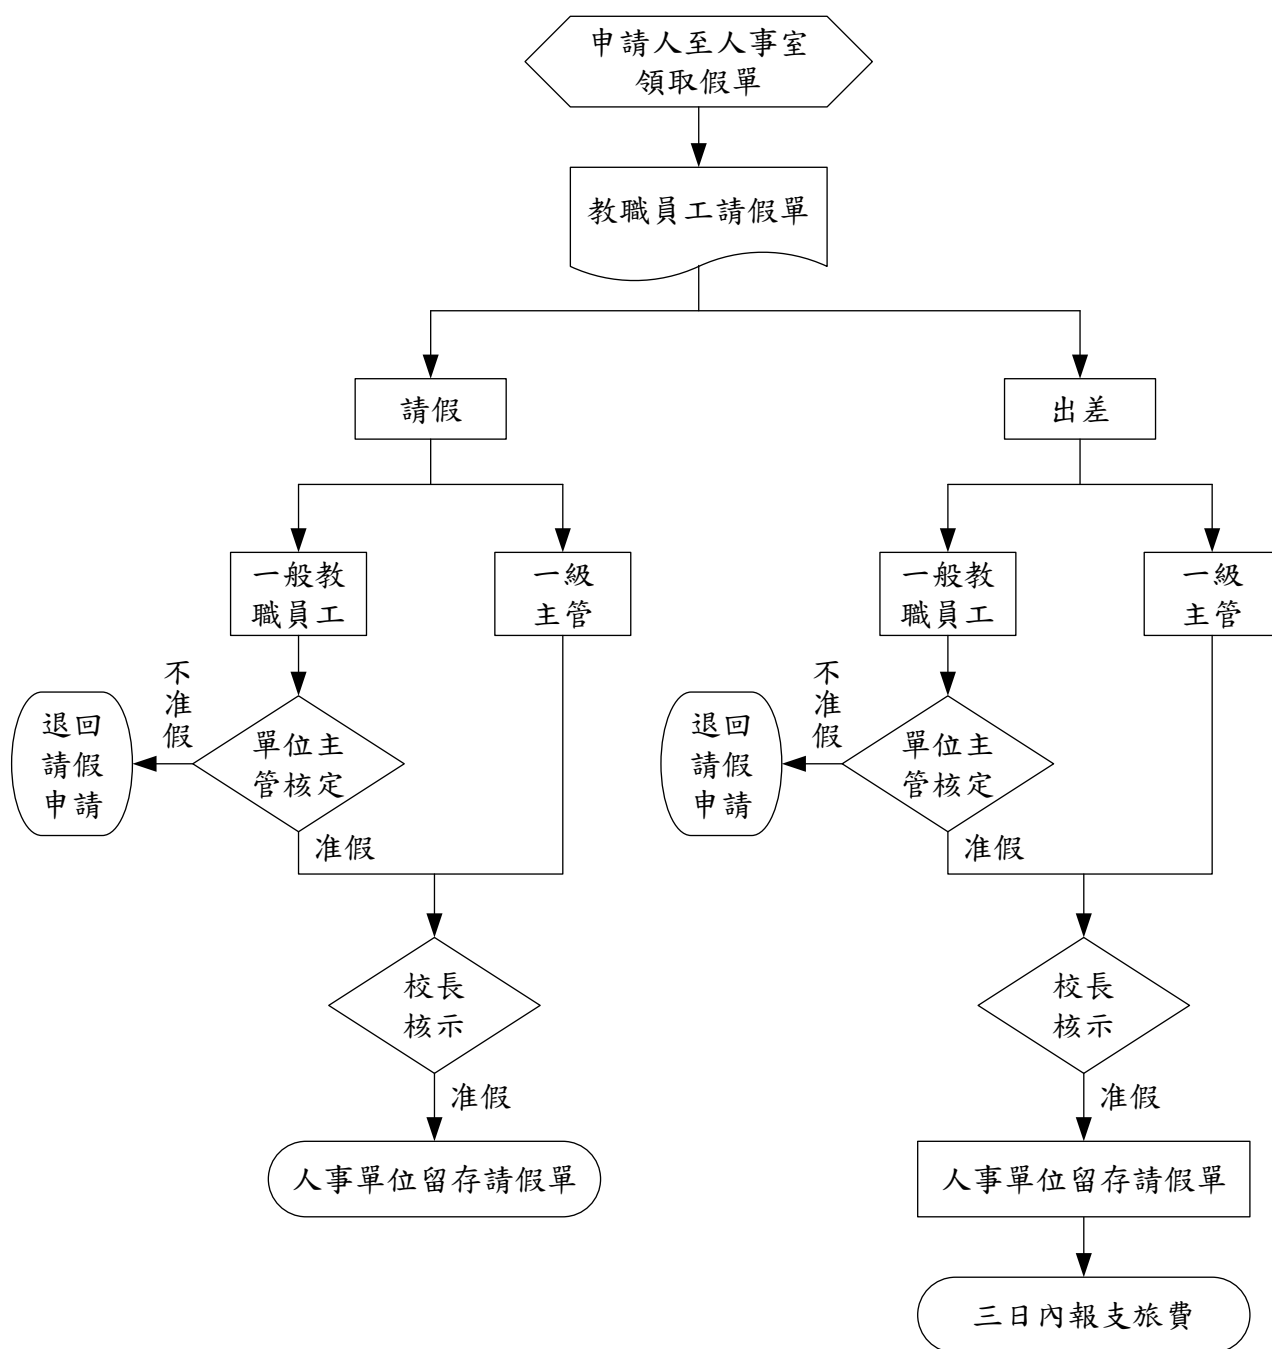 申請人至人事室
領取假單
教職員工請假單
請假
出差
一般教
職員工
一級
主管
一般教
職員工
一級
主管
不准假
退回
請假
申請
單位主
管核定
准假
不准假
退回
請假
申請
單位主
管核定
准假
校長
核示
准假
校長
核示
准假
人事單位留存請假單
人事單位留存請假單
三日內報支旅費